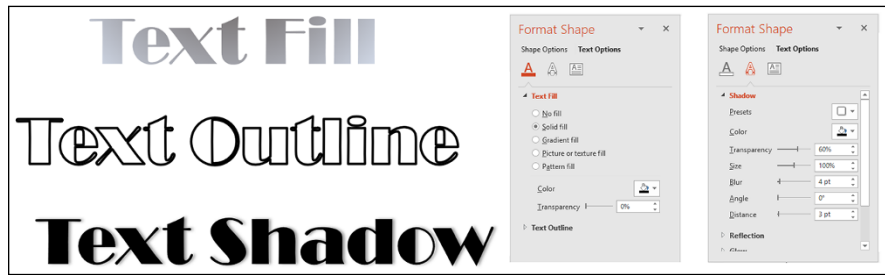 Text Fill
Text Outline
Text Shadow
Format Shape
Shape Options Text Options
Text Fill
No fill
Solid fill
Gradient fill
Picture or texture fill
Pattern fill
Color
Transparency 0%
Text Outline
Format Shape
Shape Options Text Options
Shadow
Presets
Color
Transparency 60%
Size 100%
Blur 4 pt
Angle 0°
Distance 3 pt
Reflection
Glow